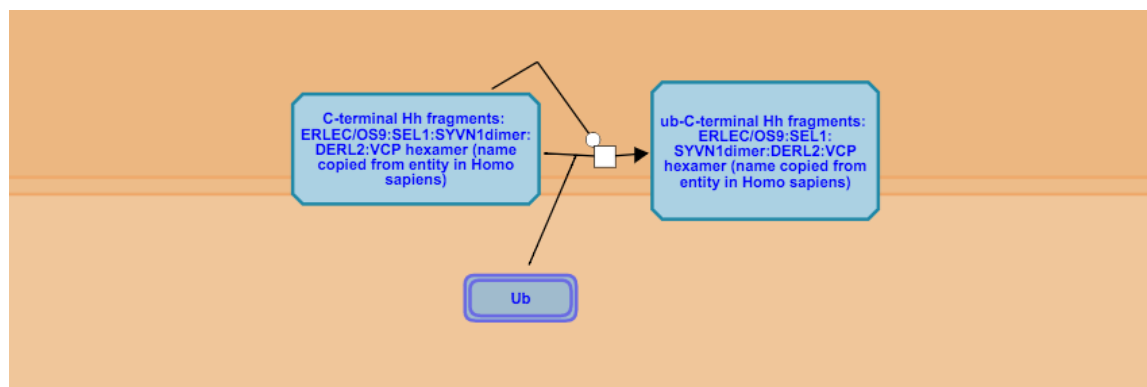 C-terminal Hh fragments:
ERLEC/OS9:SEL1:SYVN1dimer:
DERL2:VCP hexamer (name
copied from entity in Homo
sapiens)
ub-C-terminal Hh fragments:
ERLEC/OS9:SEL1:
SYVN1dimer:DERL2:VCP
hexamer (name copied from
entity in Homo sapiens)
Ub